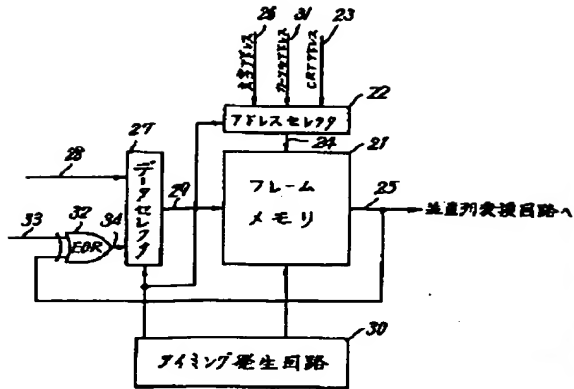 26
31
23
文字アドレス
カーソルアドレス
CRTアドレス
22
アドレスセレクタ
27
24
21
28
データセレクタ
29
フレーム
メモリ
25
並直列変換回路へ
33
32
34
EOR
30
タイミング発生回路